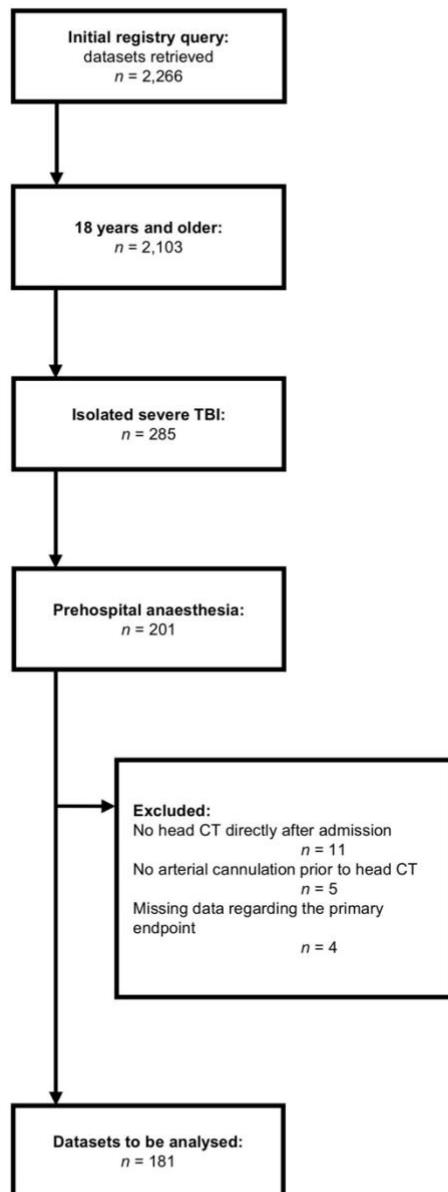 Initial registry query:
datasets retrieved
n = 2,266
18 years and older:
n = 2,103
Isolated severe TBI:
n = 285
Prehospital anaesthesia:
n = 201
Excluded:
No head CT directly after admission
n = 11
No arterial cannulation prior to head CT
n = 5
Missing data regarding the primary
endpoint
n = 4
Datasets to be analysed:
n = 181